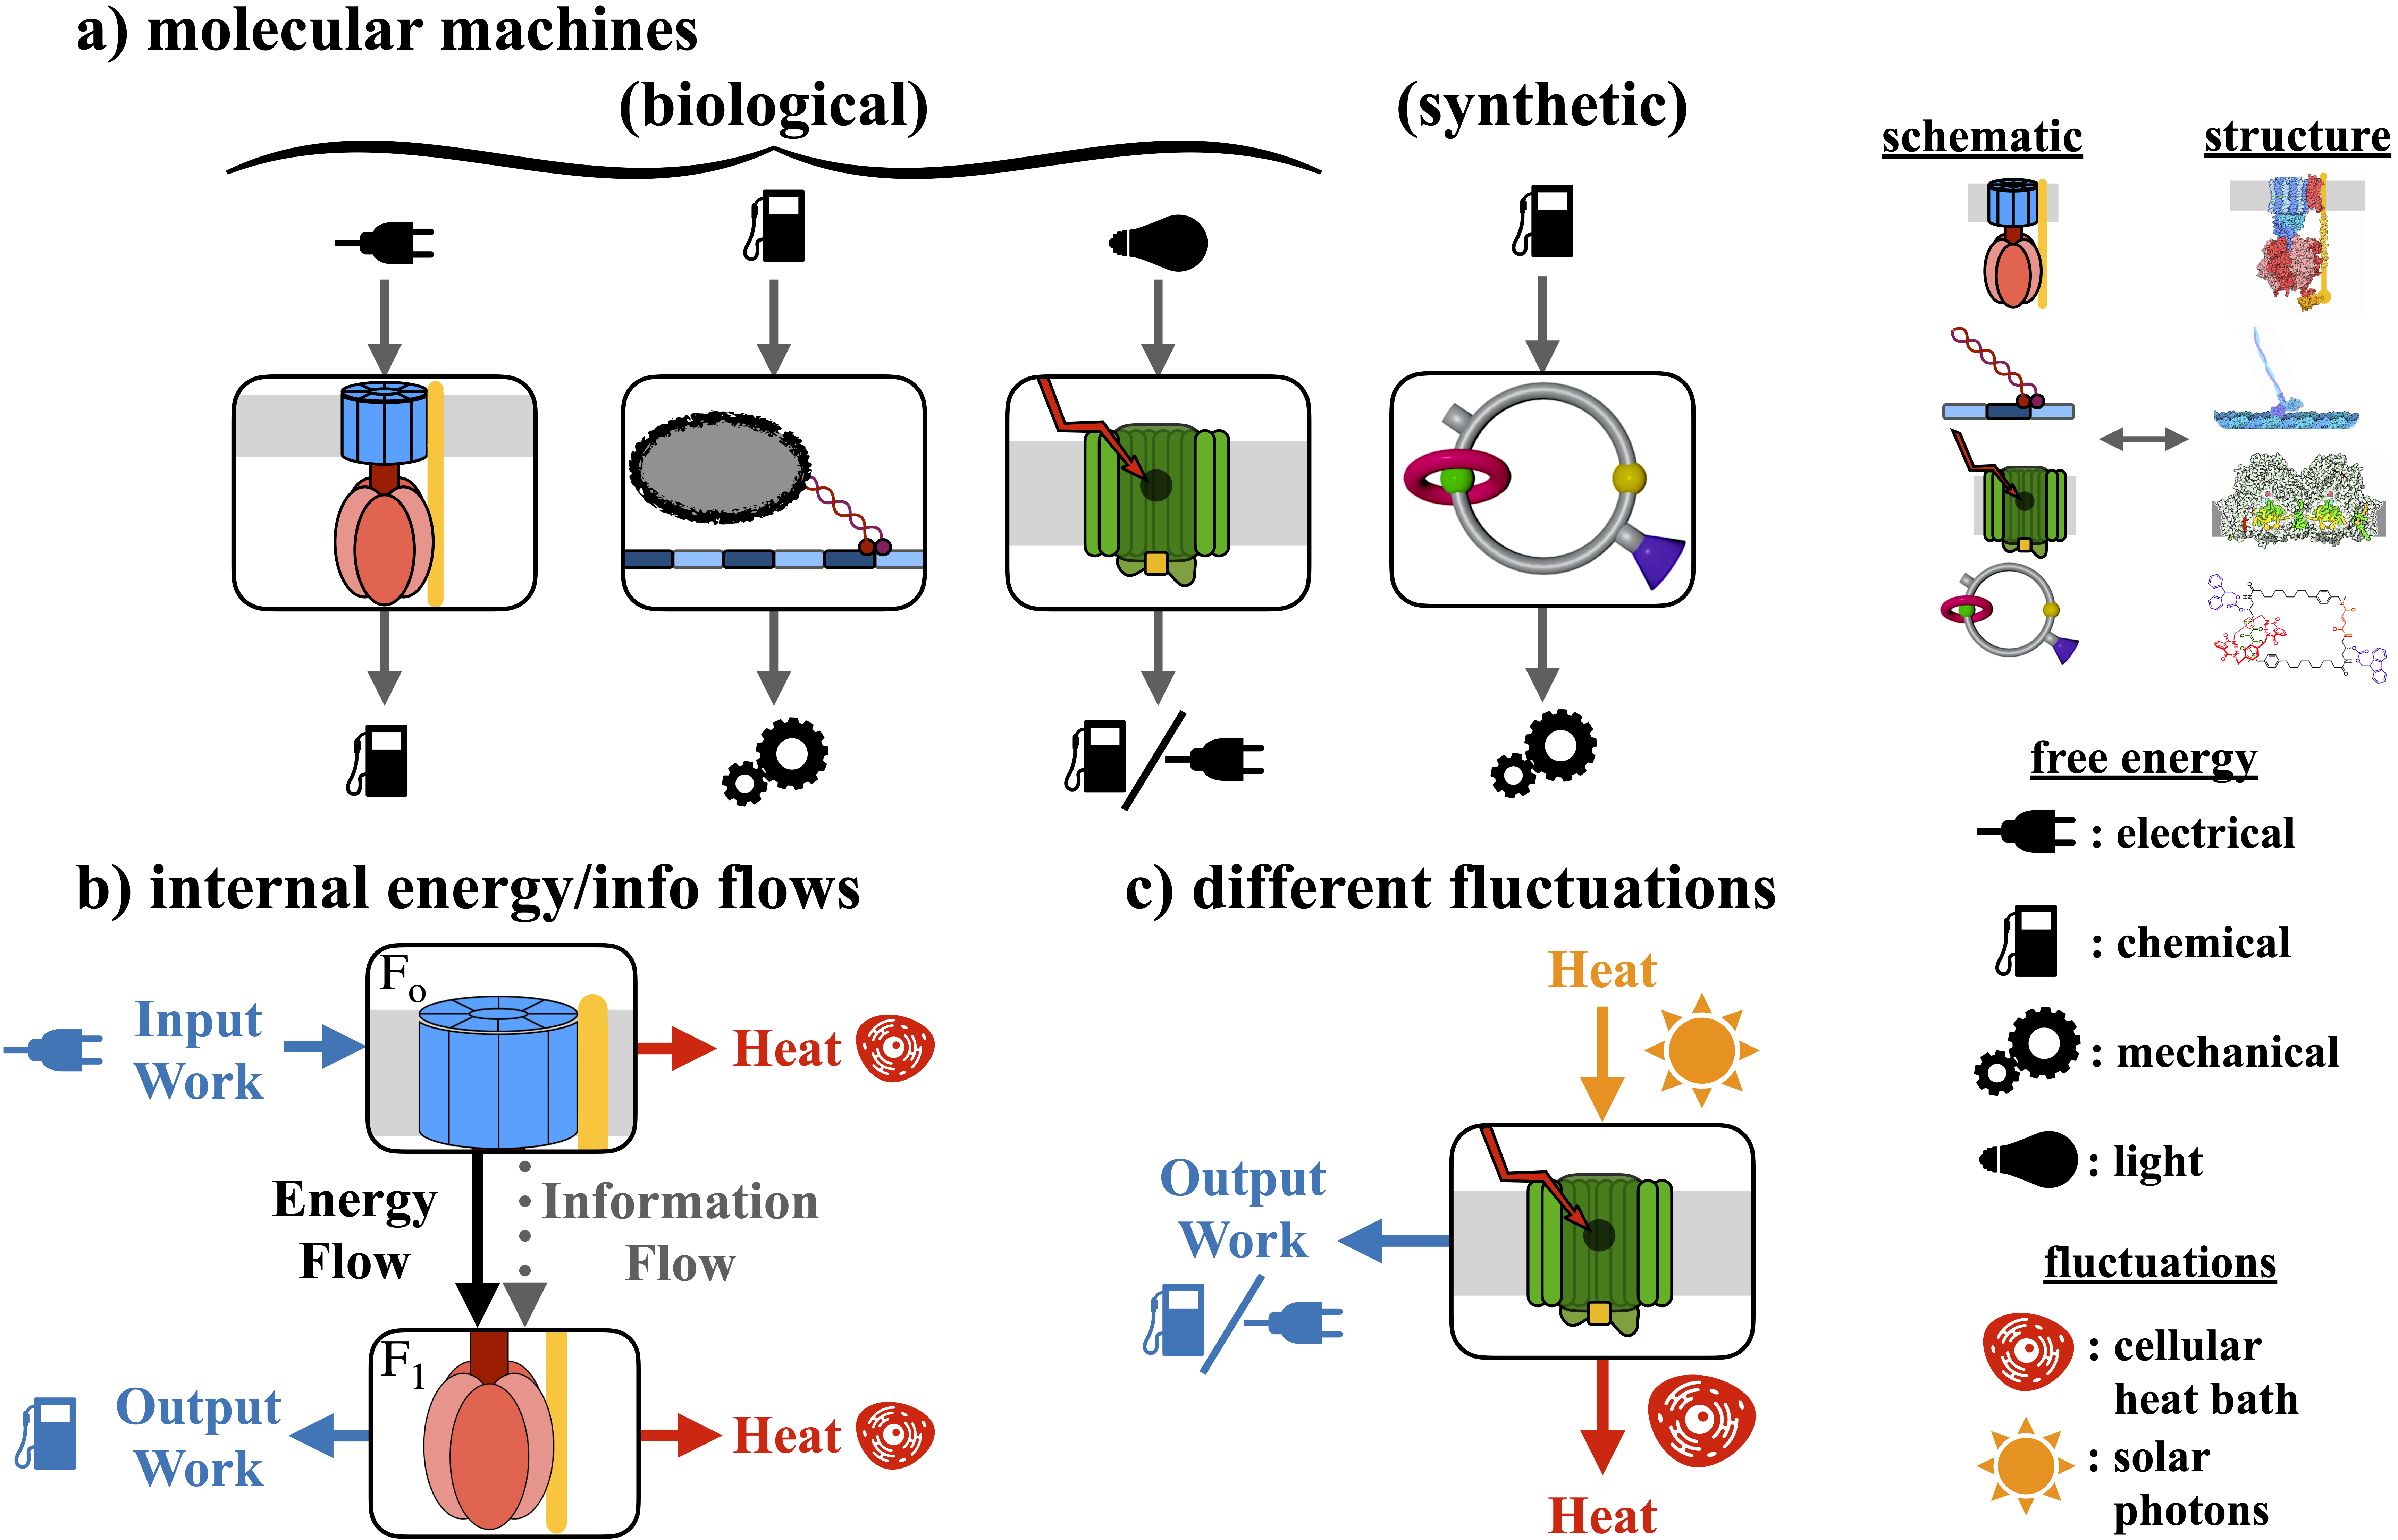 a) molecular machines
(biological)
(synthetic)
schematic
structure
free energy
: electrical
: chemical
: mechanical
: light
fluctuations
: cellular
heat bath
: solar
photons
b) internal energy/info flows
Fo
Input
Work
Heat
Energy
Flow
Information
Flow
F1
Output
Work
Heat
c) different fluctuations
Heat
Output
Work
Heat